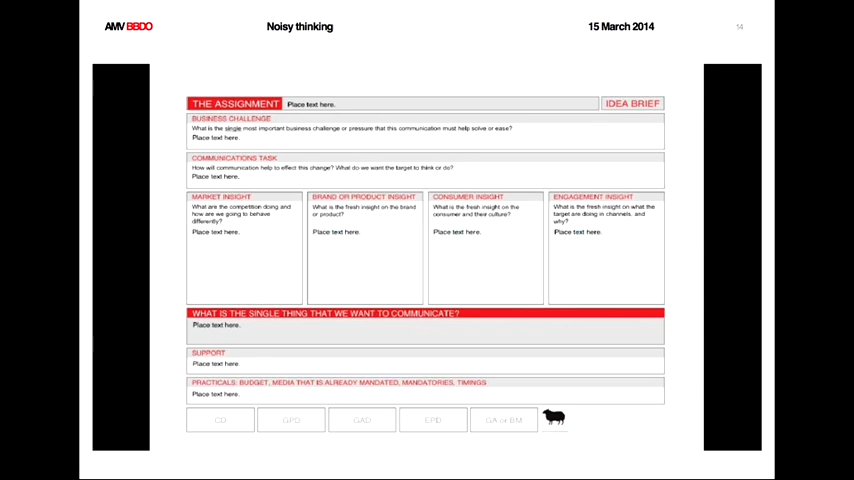 AMV BBDO
Noisy thinking
15 March 2014
14
THE ASSIGNMENT Place text here.
IDEA BRIEF
BUSINESS CHALLENGE
What is the single most important business challenge or pressure that this communication must help solve or ease?
Place text here.
COMMUNICATIONS TASK
How will communication help to effect this change? What do we want the target to think or do?
Place text here.
MARKET INSIGHT
What are the competition doing and
how are we going to behave
differently?
Place text here.
BRAND OR PRODUCT INSIGHT
What is the fresh insight on the brand
or product?
Place text here.
CONSUMER INSIGHT
What is the fresh insight on the
consumer and their culture?
Place text here.
ENGAGEMENT INSIGHT
What is the fresh insight on what the
target are doing in channels, and
why?
Place text here.
WHAT IS THE SINGLE THING THAT WE WANT TO COMMUNICATE?
Place text here.
SUPPORT
Place text here.
PRACTICALS: BUDGET, MEDIA THAT IS ALREADY MANDATED, MANDATORIES, TIMINGS
Place text here.
CD
GPD
GAD
EPD
GA or BM